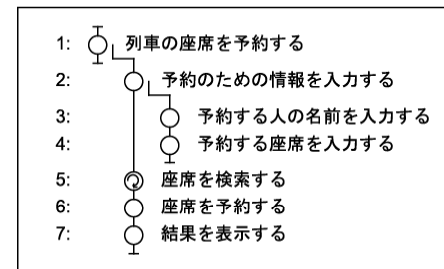 1: 列車の座席を予約する
2: 予約のための情報を入力する
3: 予約する人の名前を入力する
4: 予約する座席を入力する
5: 座席を検索する
6: 座席を予約する
7: 結果を表示する